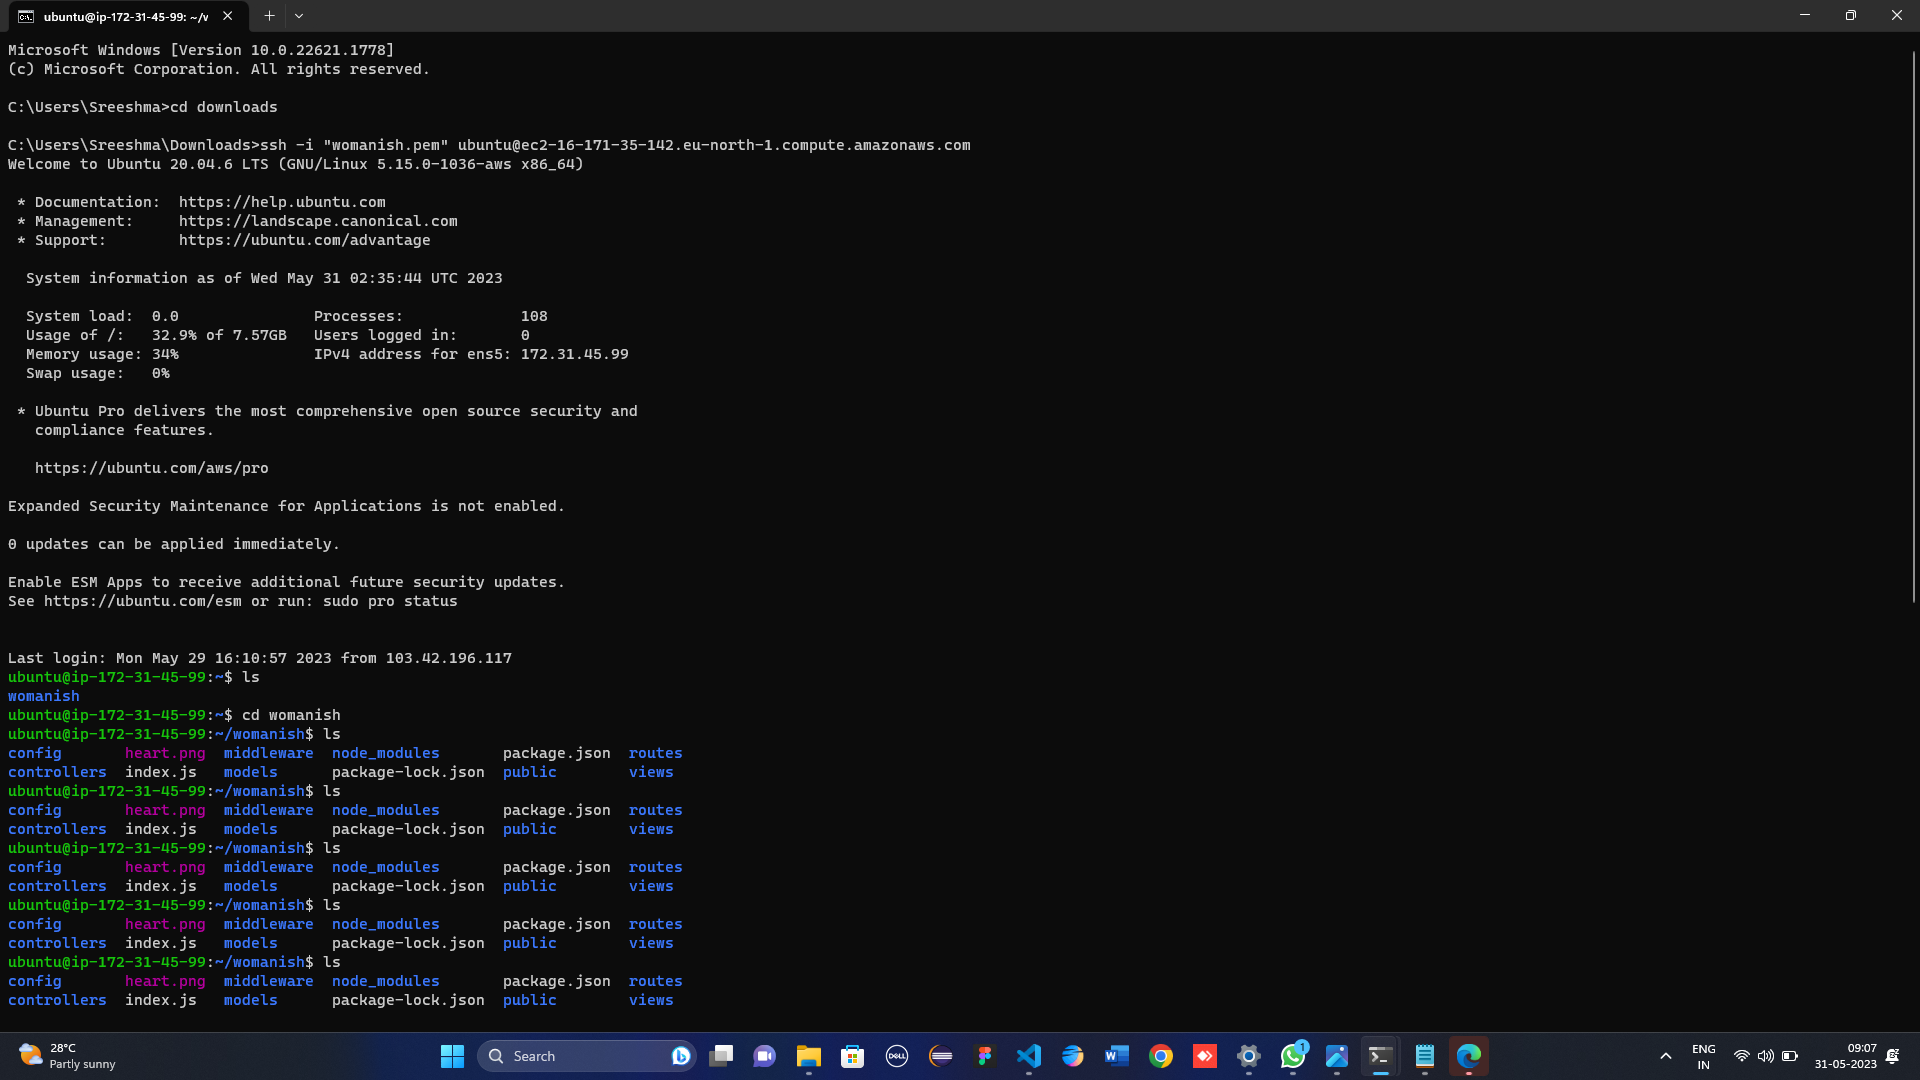 ubuntu@ip-172-31-45-99: ~/v
Microsoft Windows [Version 10.0.22621.1778]
(c) Microsoft Corporation. All rights reserved.
C:\Users\Sreeshma>cd downloads
C:\Users\Sreeshma\Downloads>ssh -i "womanish.pem" ubuntu@ec2-16-171-35-142.eu-north-1.compute.amazonaws.com
Welcome to Ubuntu 20.04.6 LTS (GNU/Linux 5.15.0-1036-aws x86_64)
* Documentation:  https://help.ubuntu.com
* Management:     https://landscape.canonical.com
* Support:        https://ubuntu.com/advantage
System information as of Wed May 31 02:35:44 UTC 2023
System load:  0.0               Processes:             108
Usage of /:   32.9% of 7.57GB   Users logged in:       0
Memory usage: 34%               IPv4 address for ens5: 172.31.45.99
Swap usage:   0%
* Ubuntu Pro delivers the most comprehensive open source security and
compliance features.
https://ubuntu.com/aws/pro
Expanded Security Maintenance for Applications is not enabled.
0 updates can be applied immediately.
Enable ESM Apps to receive additional future security updates.
See https://ubuntu.com/esm or run: sudo pro status
Last login: Mon May 29 16:10:57 2023 from 103.42.196.117
ubuntu@ip-172-31-45-99:~$ ls
womanish
ubuntu@ip-172-31-45-99:~$ cd womanish
ubuntu@ip-172-31-45-99:~/womanish$ ls
config       heart.png  middleware  node_modules       package.json  routes
controllers  index.js   models      package-lock.json  public        views
ubuntu@ip-172-31-45-99:~/womanish$ ls
config       heart.png  middleware  node_modules       package.json  routes
controllers  index.js   models      package-lock.json  public        views
ubuntu@ip-172-31-45-99:~/womanish$ ls
config       heart.png  middleware  node_modules       package.json  routes
controllers  index.js   models      package-lock.json  public        views
ubuntu@ip-172-31-45-99:~/womanish$ ls
config       heart.png  middleware  node_modules       package.json  routes
controllers  index.js   models      package-lock.json  public        views
ubuntu@ip-172-31-45-99:~/womanish$ ls
config       heart.png  middleware  node_modules       package.json  routes
controllers  index.js   models      package-lock.json  public        views
28°C
Partly sunny
Search
DELL
1
ENG
IN
09:07
31-05-2023